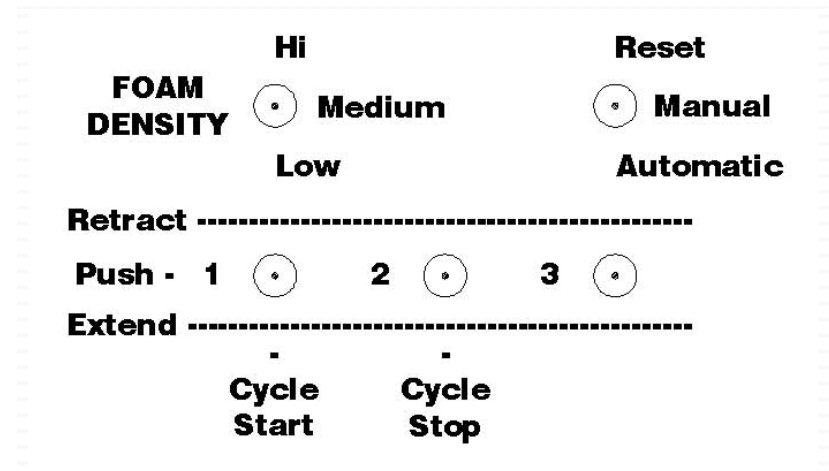 Hi Reset
FOAM
DENSITY
Medium Manual
Low Automatic
Retract ----------------------------------------------
Push - 1 2 3
Extend -----------------------------------------------
- -
Cycle Cycle
Start Stop